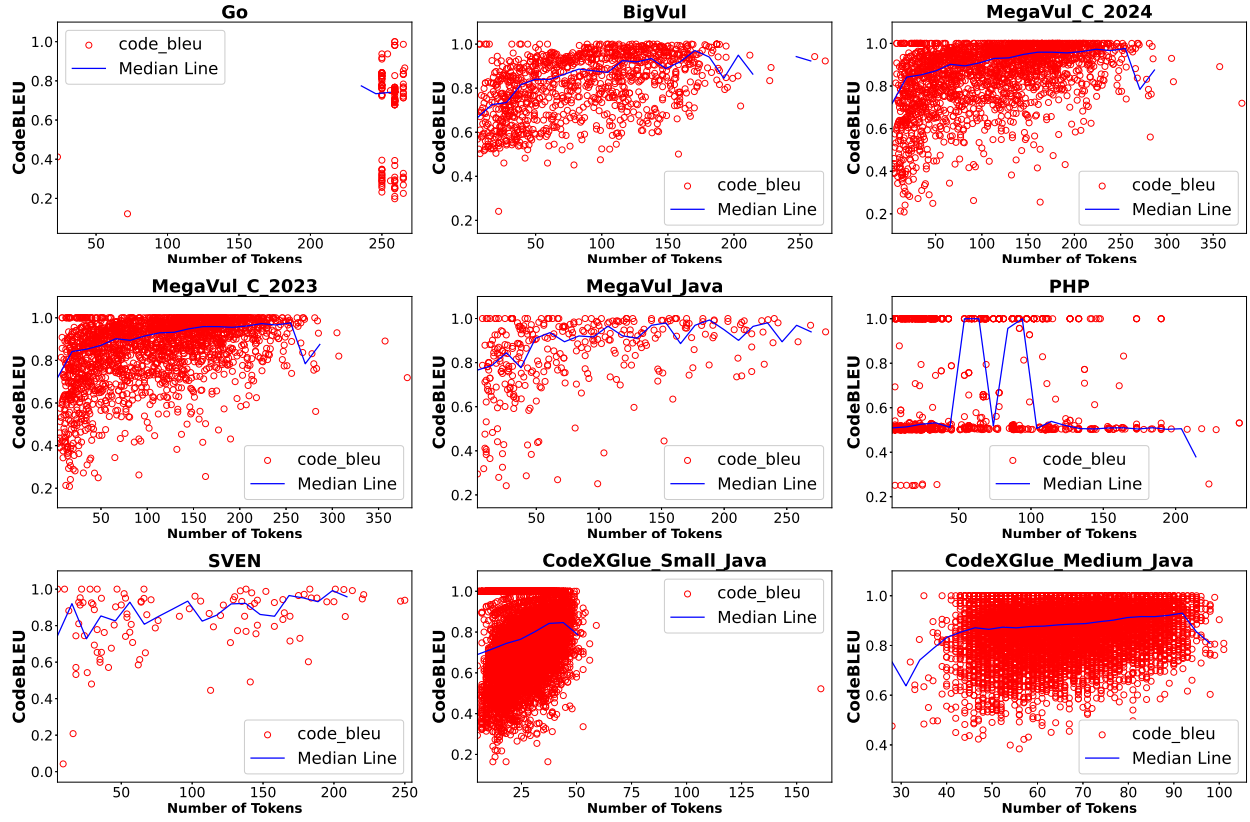 Go
1.0
0.8
0.6
0.4
0.2
CodeBLEU
code_bleu
Median Line
50
100
150
200
250
Number of Tokens
BigVul
1.0
0.8
0.6
0.4
0.2
CodeBLEU
code_bleu
Median Line
50
100
150
200
250
Number of Tokens
MegaVul_C_2024
1.0
0.8
0.6
0.4
0.2
CodeBLEU
code_bleu
Median Line
50
100
150
200
250
300
350
Number of Tokens
MegaVul_C_2023
1.0
0.8
0.6
0.4
0.2
CodeBLEU
code_bleu
Median Line
50
100
150
200
250
300
350
Number of Tokens
MegaVul_Java
1.0
0.8
0.6
0.4
0.2
CodeBLEU
code_bleu
Median Line
50
100
150
200
250
Number of Tokens
PHP
1.0
0.8
0.6
0.4
0.2
CodeBLEU
code_bleu
Median Line
50
100
150
200
Number of Tokens
SVEN
1.0
0.8
0.6
0.4
0.2
0.0
CodeBLEU
code_bleu
Median Line
50
100
150
200
250
Number of Tokens
CodeXGlue_Small_Java
1.0
0.8
0.6
0.4
0.2
CodeBLEU
code_bleu
Median Line
25
50
75
100
125
150
Number of Tokens
CodeXGlue_Medium_Java
1.0
0.8
0.6
0.4
CodeBLEU
code_bleu
Median Line
30
40
50
60
70
80
90
100
Number of Tokens